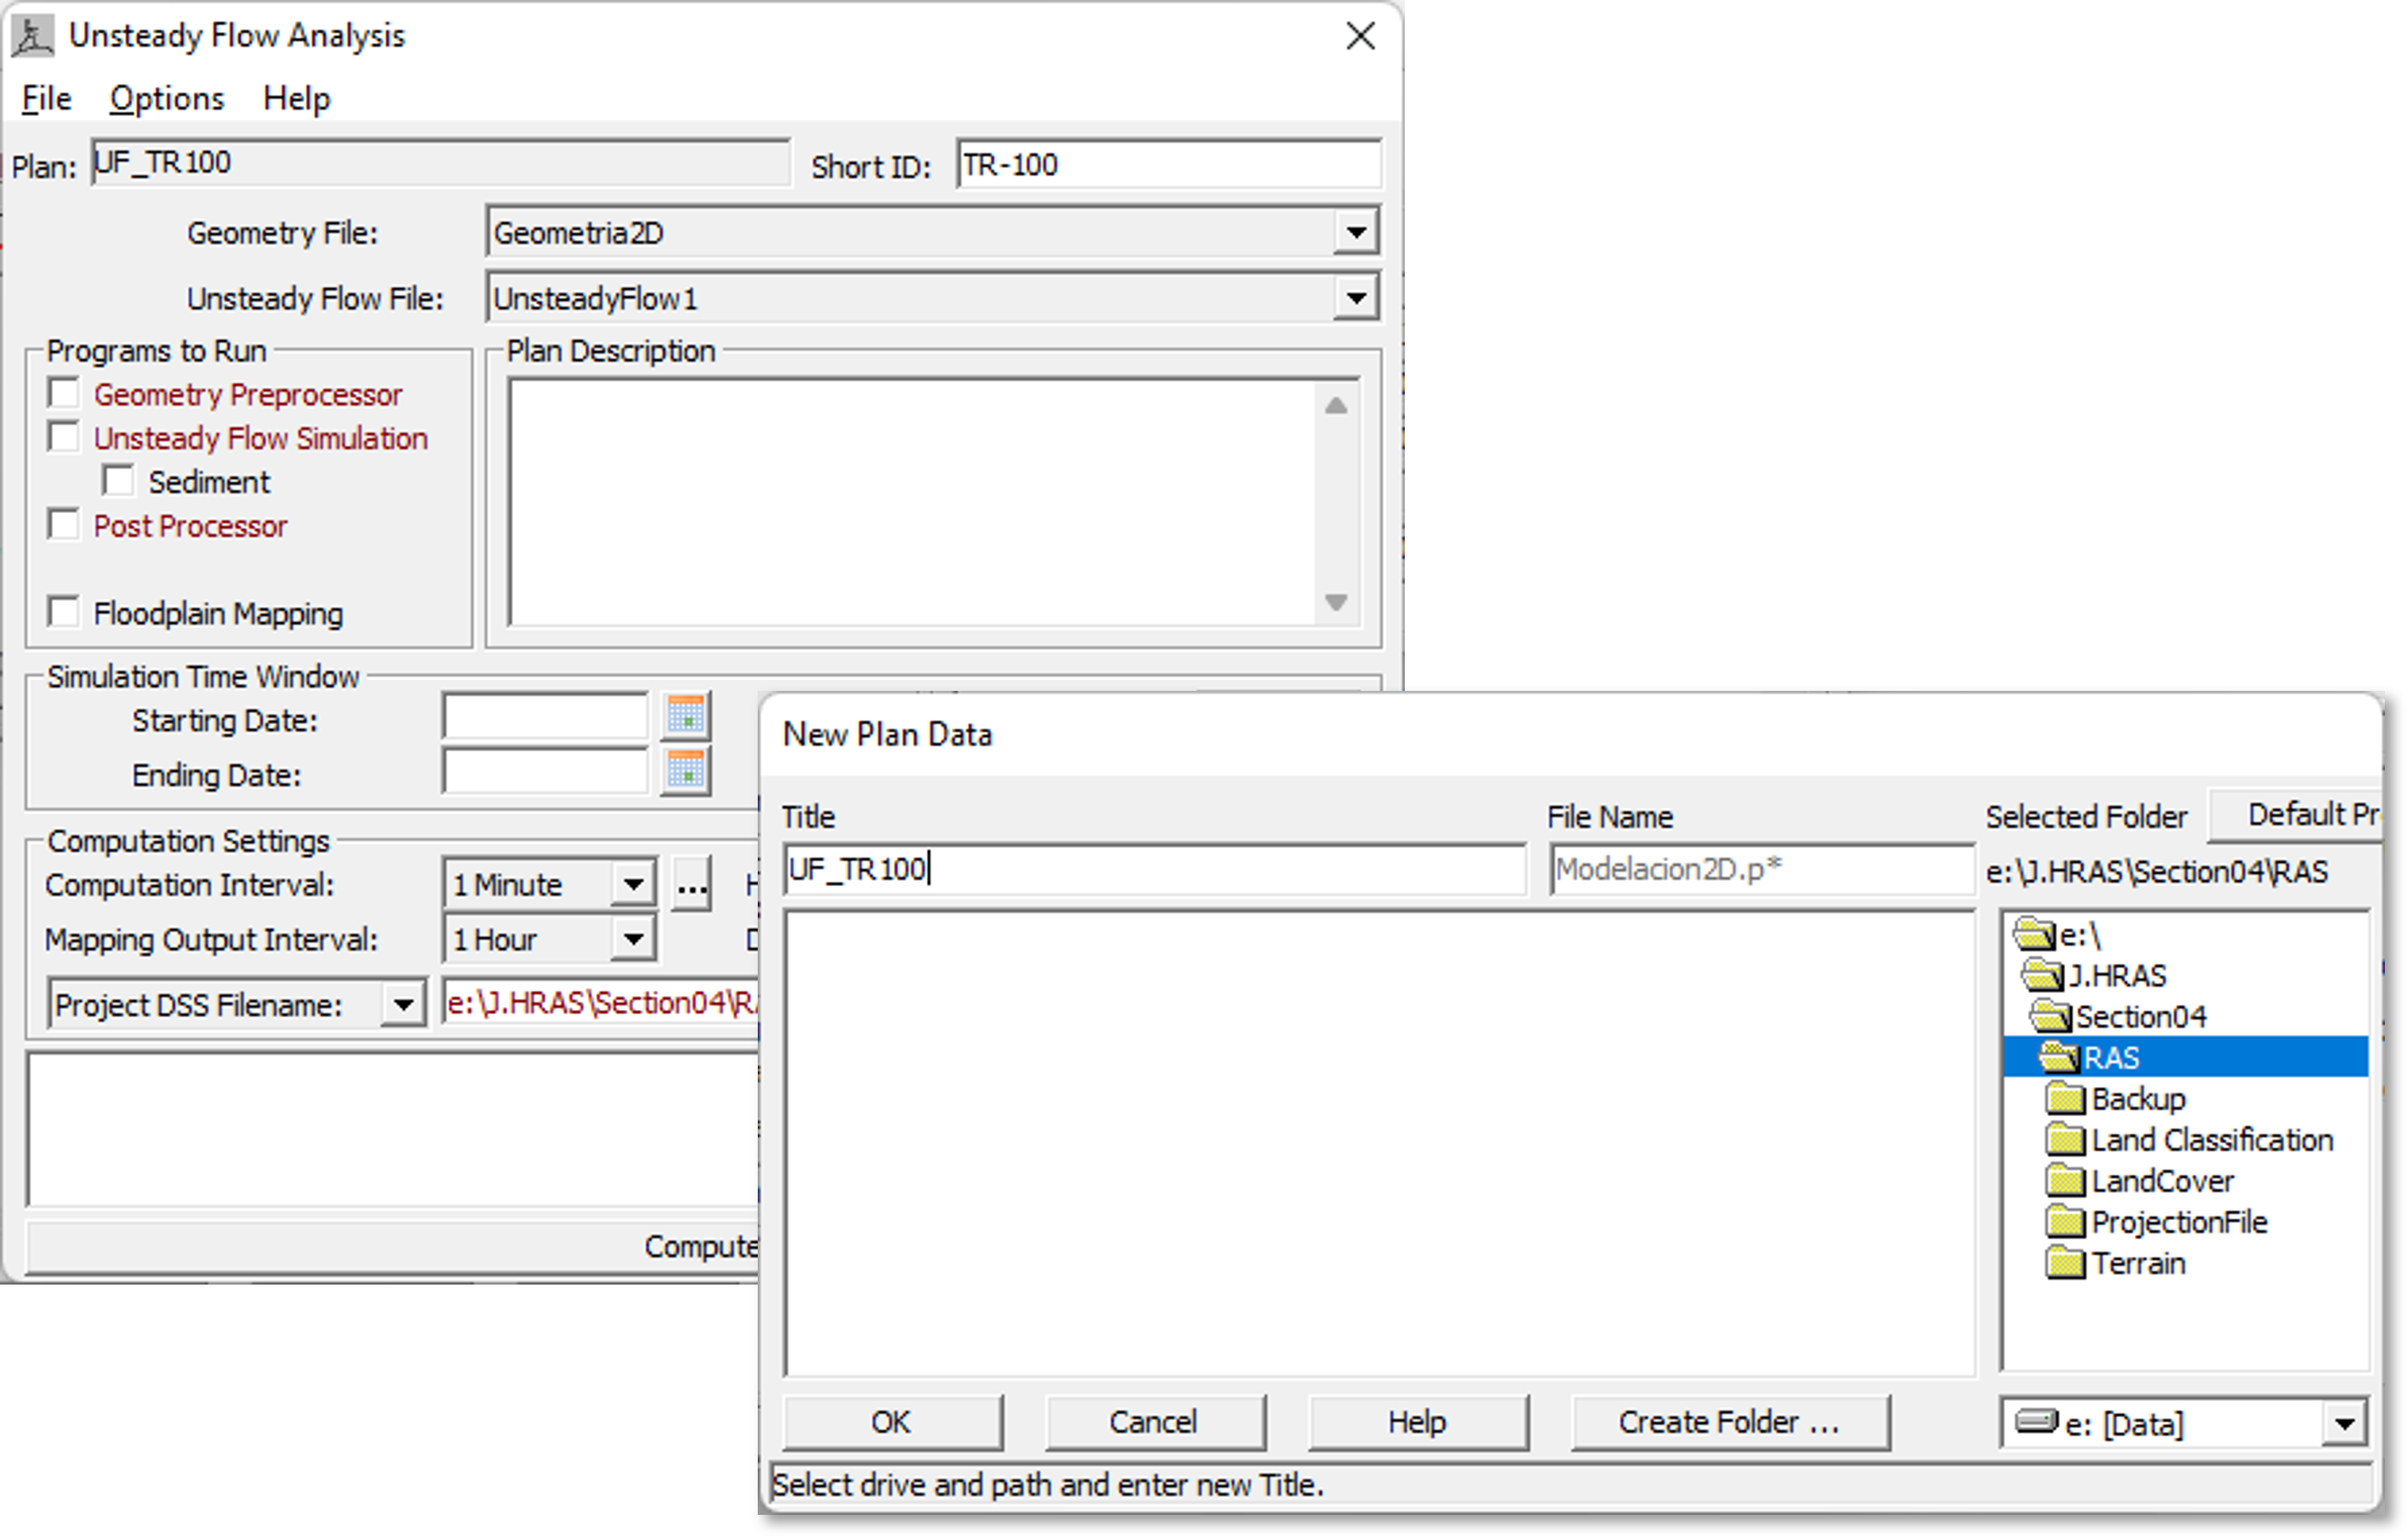 Unsteady Flow Analysis
File Options Help
Plan: UF_TR100 Short ID: TR-100
Geometry File: Geometria2D
Unsteady Flow File: UnsteadyFlow1
Programs to Run
Geometry Preprocessor
Unsteady Flow Simulation
Sediment
Post Processor
Floodplain Mapping
Plan Description
Simulation Time Window
Starting Date:
Ending Date:
Computation Settings
Computation Interval: 1 Minute ...
Mapping Output Interval: 1 Hour
Project DSS Filename: e:\J.HRAS\Section04\RA
Compute
New Plan Data
Title File Name Selected Folder Default Pr
UF_TR100 Modelacion2D.p* e:\J.HRAS\Section04\RAS
e:\
J.HRAS
Section04
RAS
Backup
Land Classification
LandCover
ProjectionFile
Terrain
OK Cancel Help Create Folder ... e: [Data]
Select drive and path and enter new Title.